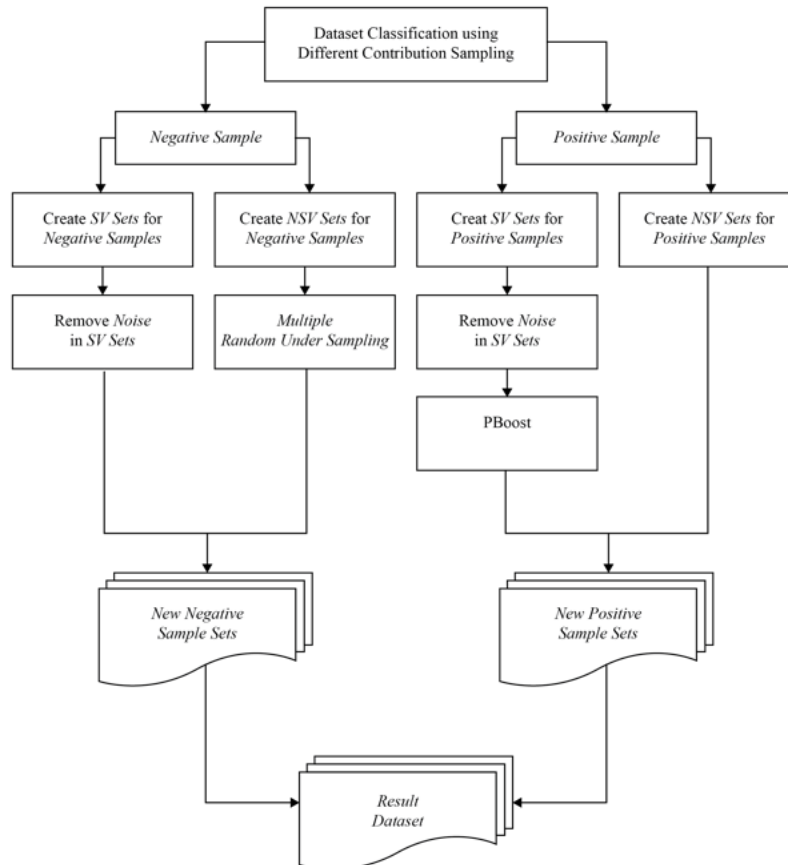 Dataset Classification using
Different Contribution Sampling
Negative Sample
Positive Sample
Create SV Sets for
Negative Samples
Create NSV Sets for
Negative Samples
Creat SV Sets for
Positive Samples
Create NSV Sets for
Positive Samples
Remove Noise
in SV Sets
Multiple
Random Under Sampling
Remove Noise
in SV Sets
PBoost
New Negative
Sample Sets
New Positive
Sample Sets
Result
Dataset